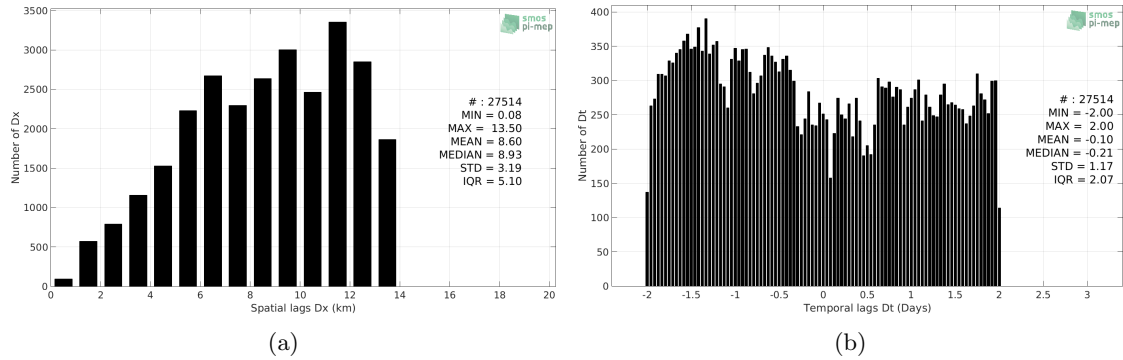 3500
3000
2500
2000
1500
1000
500
0
Number of Dx
0 2 4 6 8 10 12 14 16 18 20
Spatial lags Dx (km)
smos
pi-mep
# : 27514
MIN = 0.08
MAX = 13.50
MEAN = 8.60
MEDIAN = 8.93
STD = 3.19
IQR = 5.10
(a)
400
350
300
250
200
150
100
50
0
Number of Dt
-2 -1.5 -1 -0.5 0 0.5 1 1.5 2 2.5 3
Temporal lags Dt (Days)
smos
pi-mep
# : 27514
MIN = -2.00
MAX = 2.00
MEAN = -0.10
MEDIAN = -0.21
STD = 1.17
IQR = 2.07
(b)